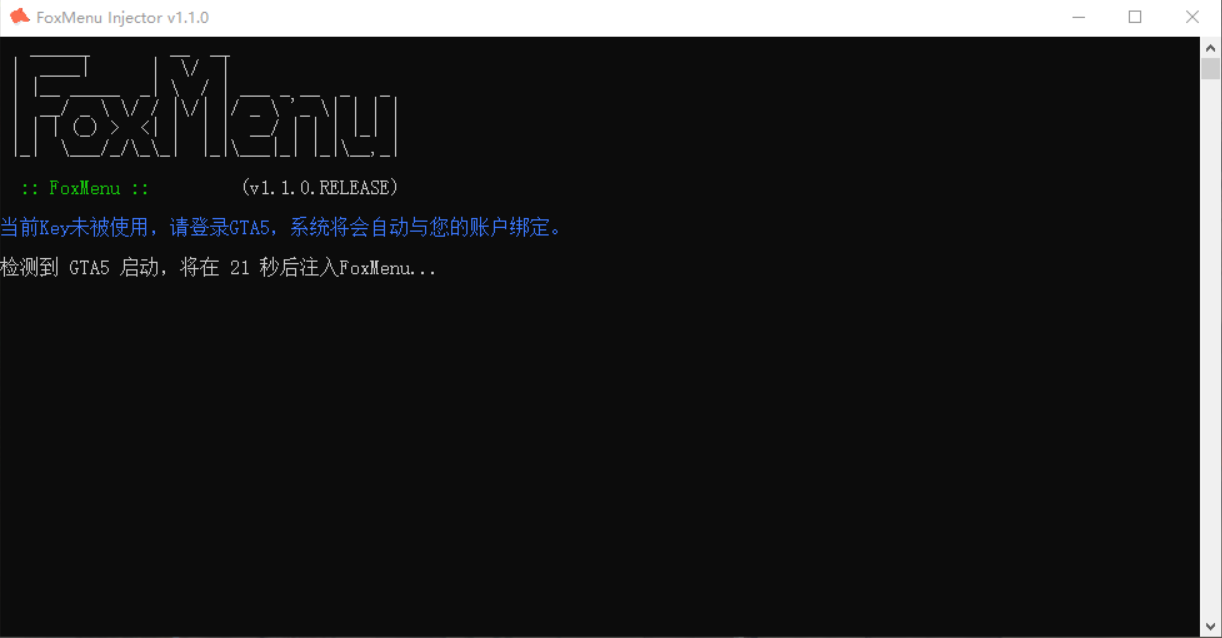 FoxMenu Injector v1.1.0
FoxMenu
:: FoxMenu :: (v1.1.0.RELEASE)
当前Key未被使用，请登录GTA5，系统将会自动与您的账户绑定。
检测到 GTA5 启动，将在 21 秒后注入FoxMenu...